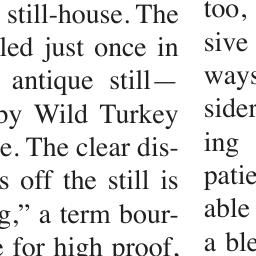 still-house. The
led just once in
antique still—
by Wild Turkey
e. The clear dis-
s off the still is
g,” a term bour-
e for high proof,
too,
sive
ways
sider
ing
patie
able
a ble